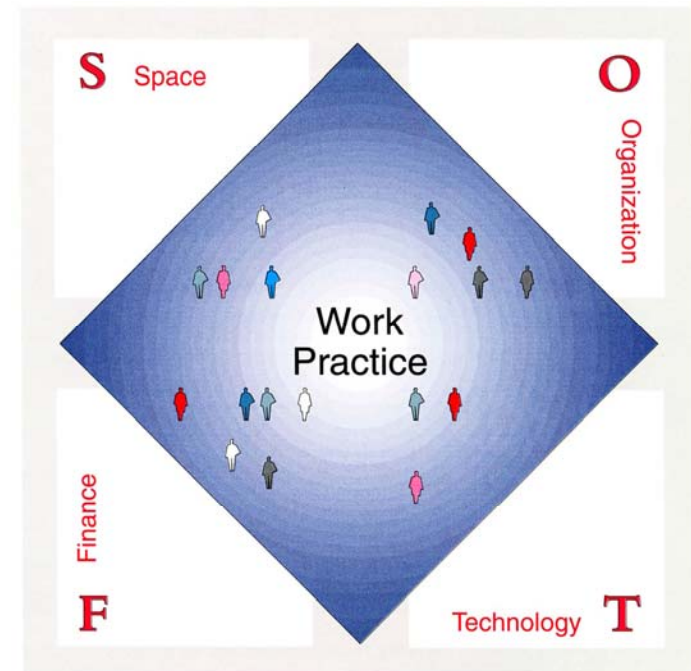 S Space
O
Organization
Work
Practice
Finance
F
Technology T